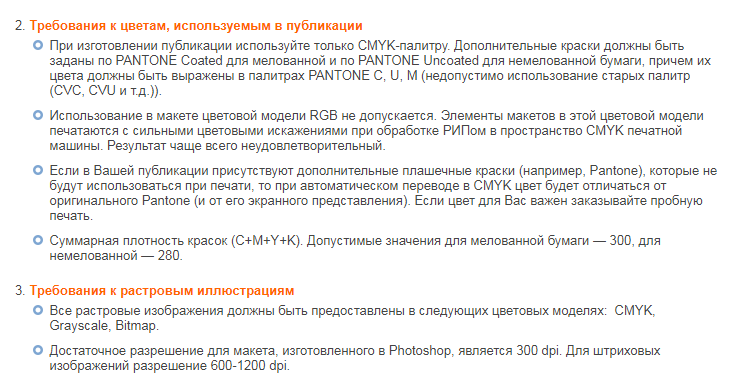 2. Требования к цветам, используемым в публикации
При изготовлении публикации используйте только CMYK-палитру. Дополнительные краски должны быть
заданы по PANTONE Coated для мелованной и по PANTONE Uncoated для немелованной бумаги, причем их
цвета должны быть выражены в палитрах PANTONE C, U, M (недопустимо использование старых палитр
(CVC, CVU и т.д.)).
Использование в макете цветовой модели RGB не допускается. Элементы макетов в этой цветовой модели
печатаются с сильными цветовыми искажениями при обработке РИПом в пространство CMYK печатной
машины. Результат чаще всего неудовлетворительный.
Если в Вашей публикации присутствуют дополнительные плашечные краски (например, Pantone), которые не
будут использоваться при печати, то при автоматическом переводе в CMYK цвет будет отличаться от
оригинального Pantone (и от его экранного представления). Если цвет для Вас важен заказывайте пробную
печать.
Суммарная плотность красок (C+M+Y+K). Допустимые значения для мелованной бумаги — 300, для
немелованной — 280.
3. Требования к растровым иллюстрациям
Все растровые изображения должны быть предоставлены в следующих цветовых моделях: CMYK,
Grayscale, Bitmap.
Достаточное разрешение для макета, изготовленного в Photoshop, является 300 dpi. Для штриховых
изображений разрешение 600-1200 dpi.